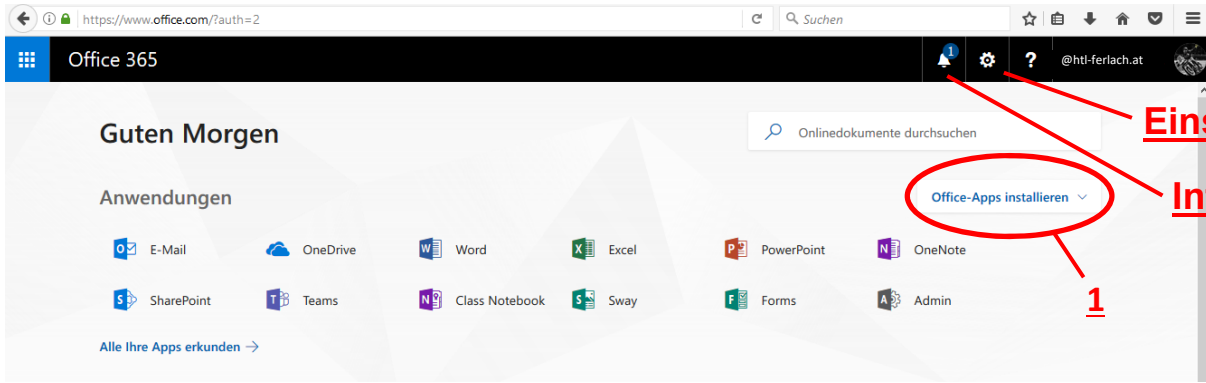 https://www.office.com/?auth=2 Suchen
Office 365 1 ? @htl-ferlach.at
Guten Morgen Onlinedokumente durchsuchen
Eins
Anwendungen Office-Apps installieren
In
E-Mail OneDrive Word Excel PowerPoint OneNote
SharePoint Teams Class Notebook Sway Forms Admin
1
Alle Ihre Apps erkunden →